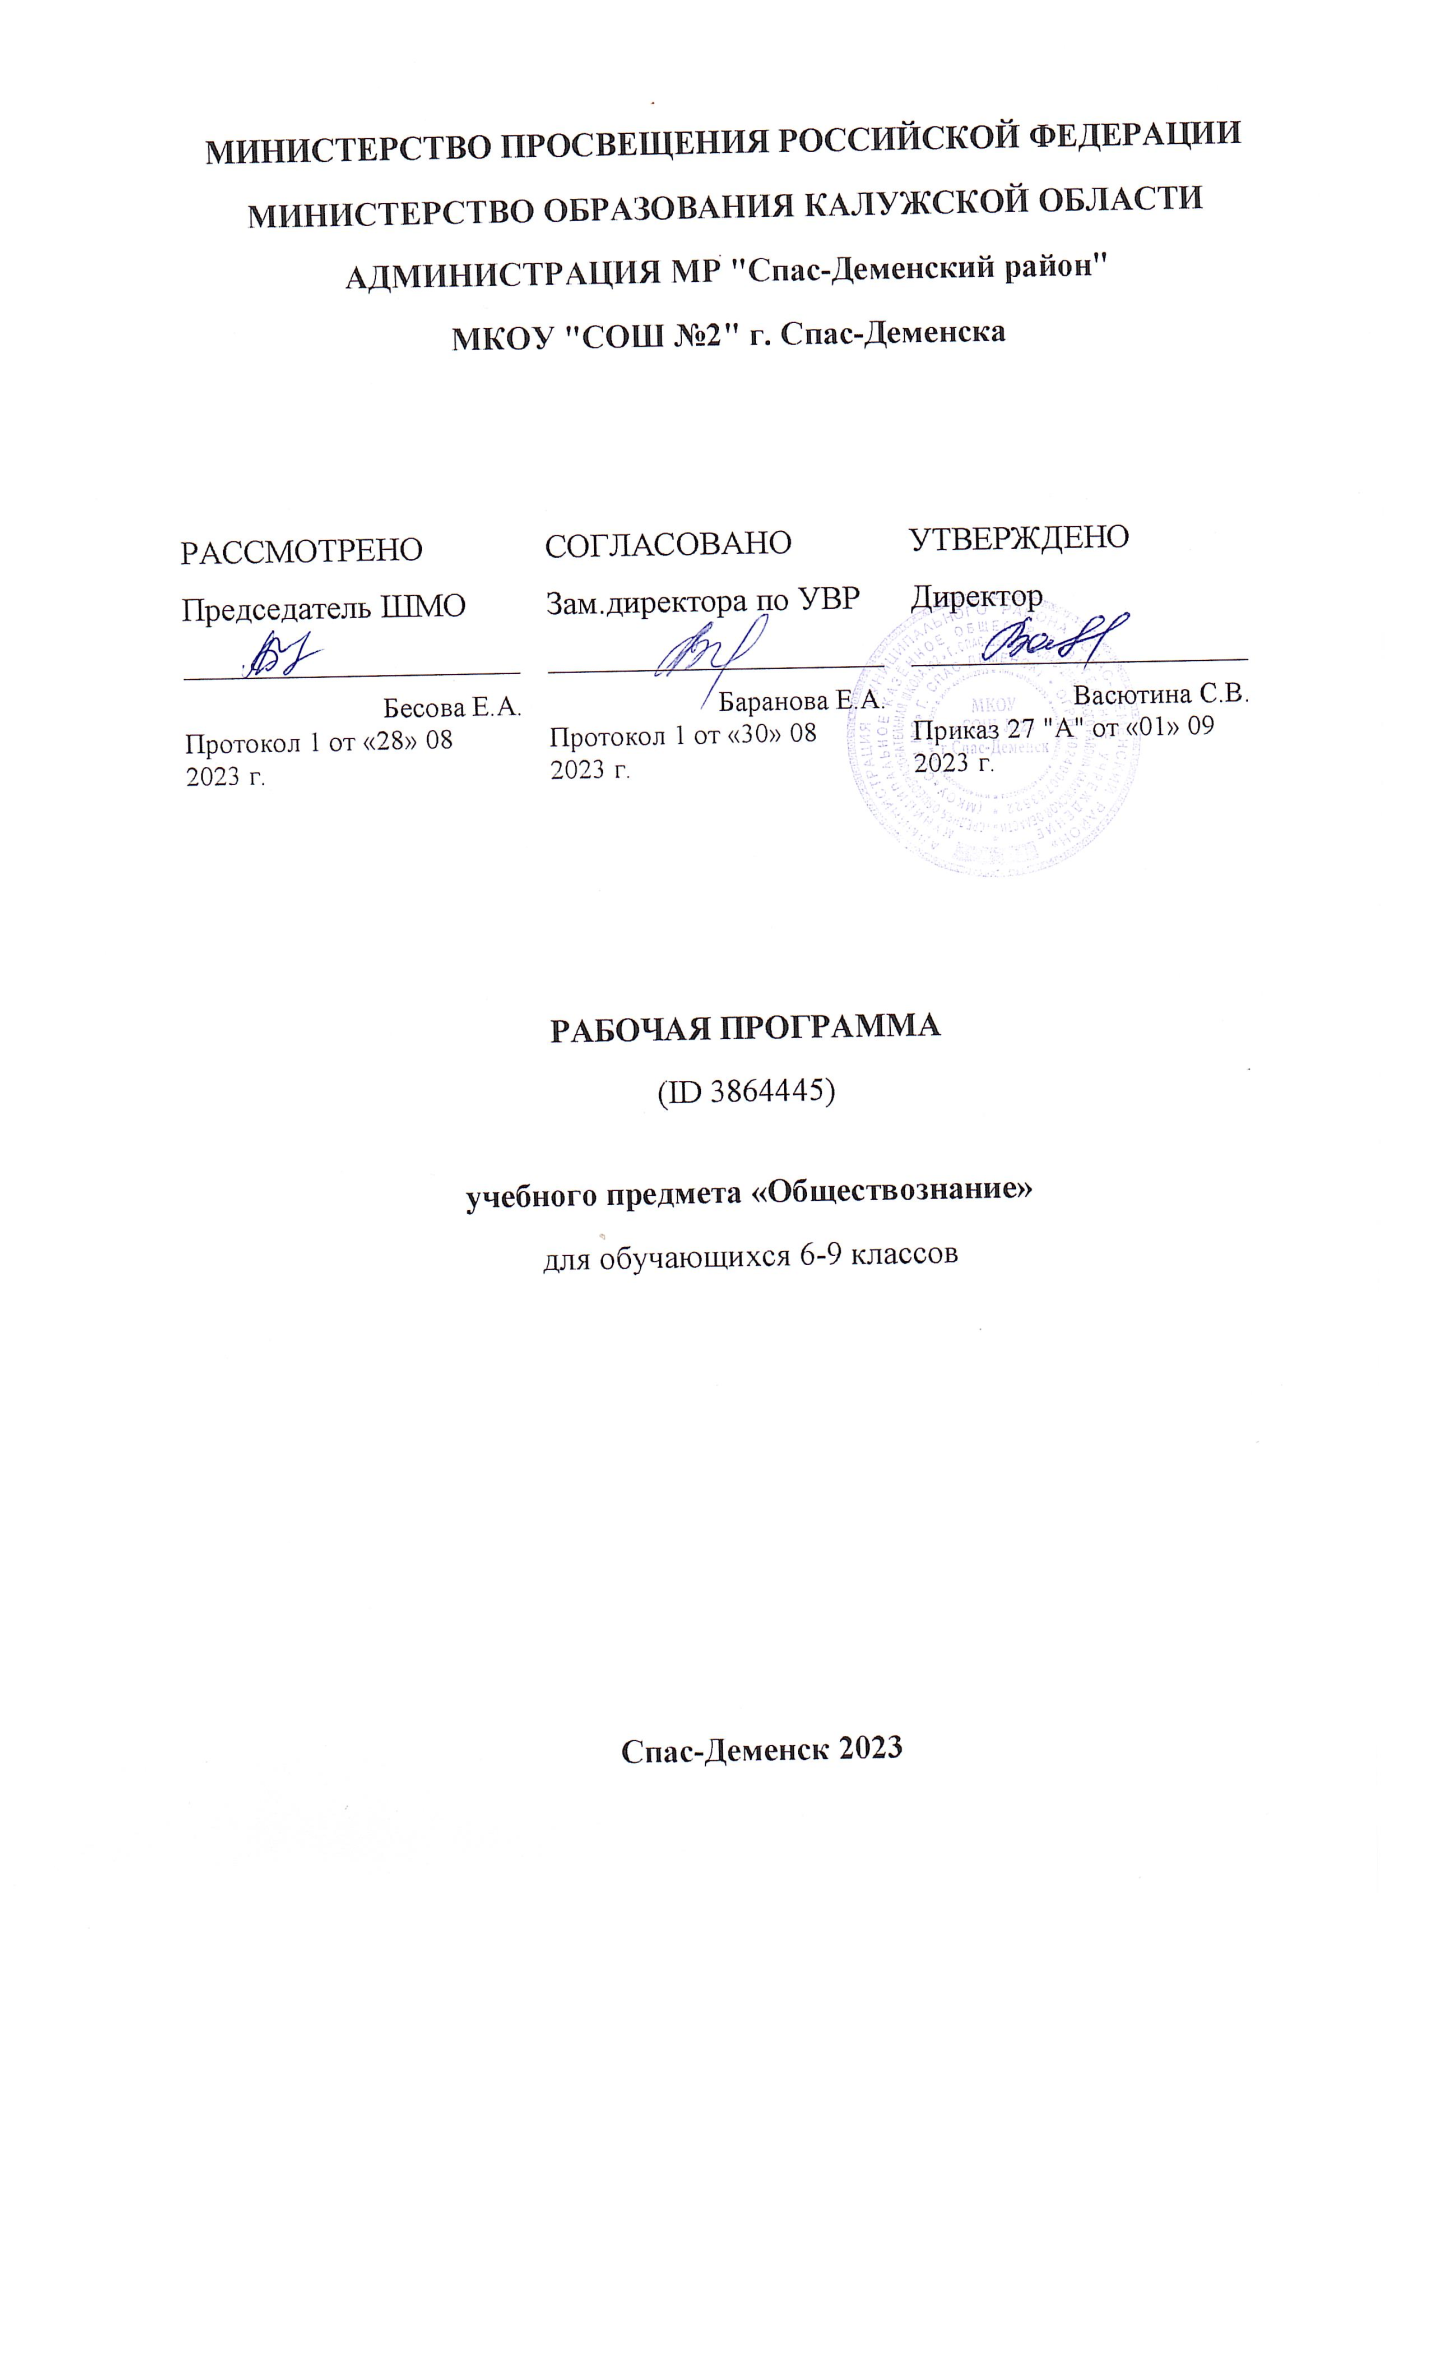 МИНИСТЕРСТВО ПРОСВЕЩЕНИЯ РОССИЙСКОЙ ФЕДЕРАЦИИ
МИНИСТЕРСТВО ОБРАЗОВАНИЯ КАЛУЖСКОЙ ОБЛАСТИ
АДМИНИСТРАЦИЯ МР "Спас-Деменский район"
МКОУ "СОШ №2" г. Спас-Деменска
РАССМОТРЕНО
Председатель ШМО
Бесова Е.А.
Протокол 1 от «28» 08
2023 г.
СОГЛАСОВАНО
Зам.директора по УВР
Баранова Е.А.
Протокол 1 от «30» 08
2023 г.
УТВЕРЖДЕНО
Директор
Васютина С.В.
Приказ 27 "А" от «01» 09
2023 г.
МКОУ
г Спас-Деменск
РАБОЧАЯ ПРОГРАММА
(ID 3864445)
учебного предмета «Обществознание»
для обучающихся 6-9 классов
Спас-Деменск 2023